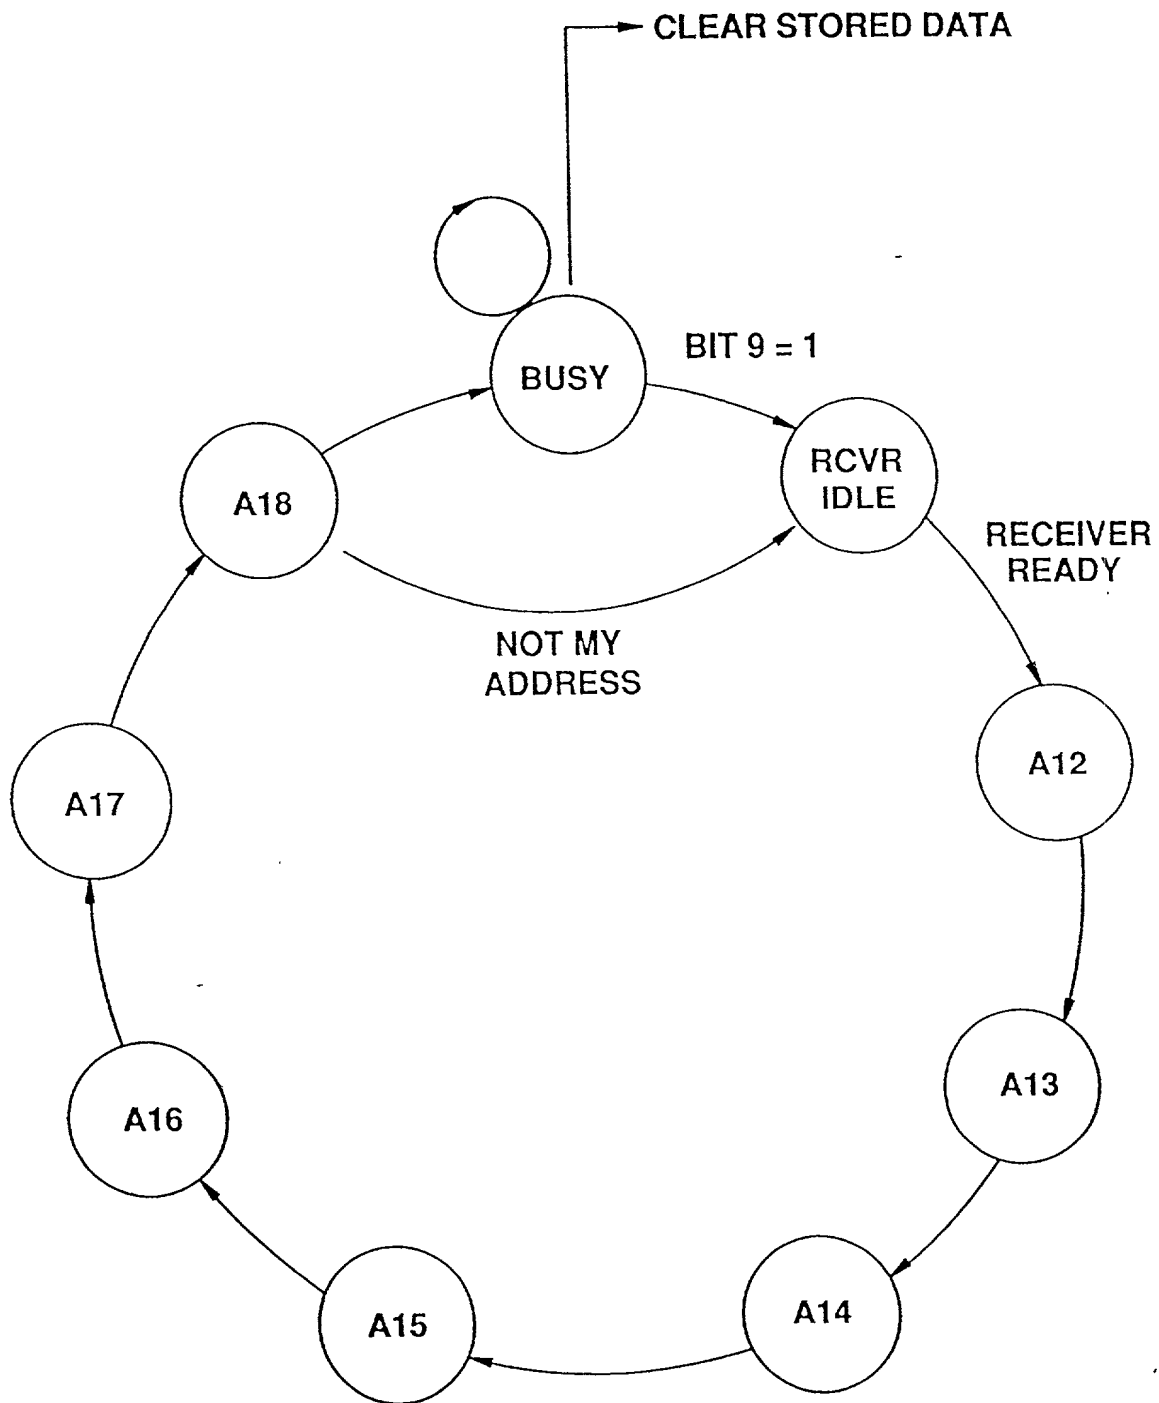 CLEAR STORED DATA
BIT 9 = 1
BUSY
RCVR
IDLE
A18
RECEIVER
READY
NOT MY
ADDRESS
A12
A17
A13
A16
A14
A15